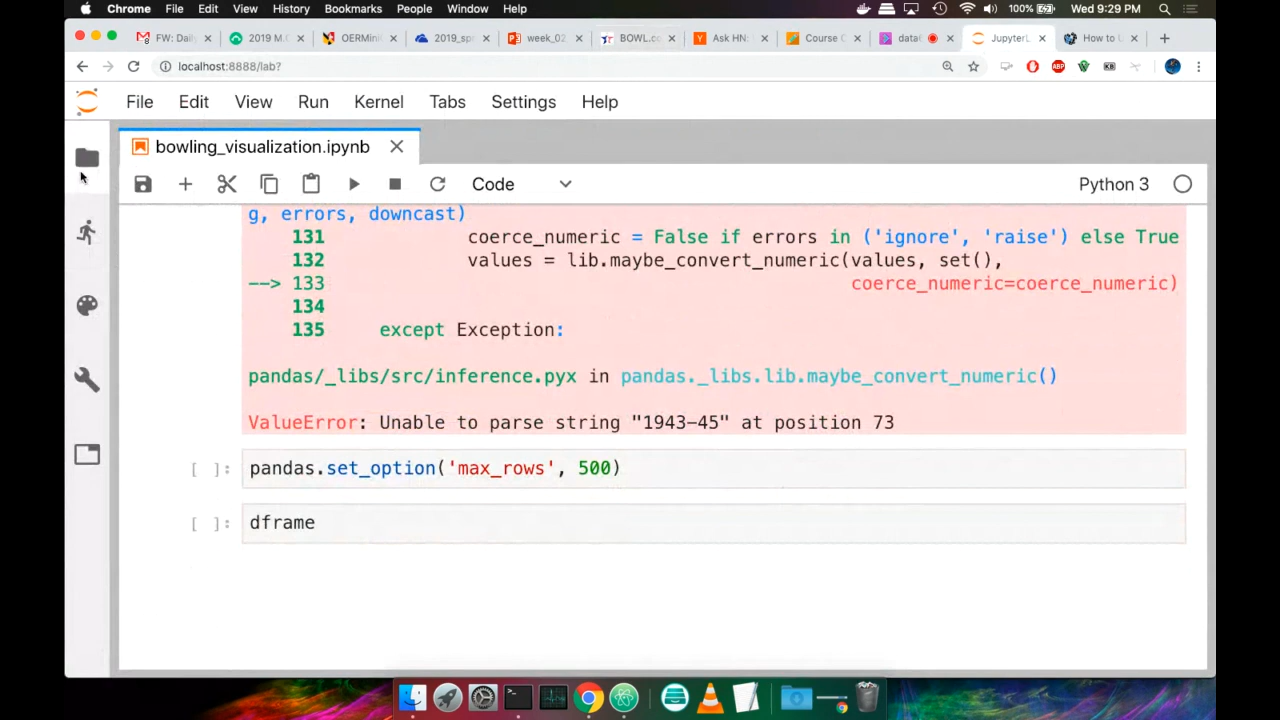 Chrome File Edit View History Bookmarks People Window Help 100% Wed 9:29 PM
FW: Daily 2019 M.C OERMini 2019_sp week_02 BOWL.co Ask HN: Course C data JupyterL How to
localhost:8888/lab?
File Edit View Run Kernel Tabs Settings Help
bowling_visualization.ipynb
Code Python 3
g, errors, downcast)
131 coerce_numeric = False if errors in ('ignore', 'raise') else True
132 values = lib.maybe_convert_numeric(values, set(),
--> 133 coerce_numeric=coerce_numeric)
134
135 except Exception:
pandas/_libs/src/inference.pyx in pandas._libs.lib.maybe_convert_numeric()
ValueError: Unable to parse string "1943-45" at position 73
[ ]: pandas.set_option('max_rows', 500)
[ ]: dframe